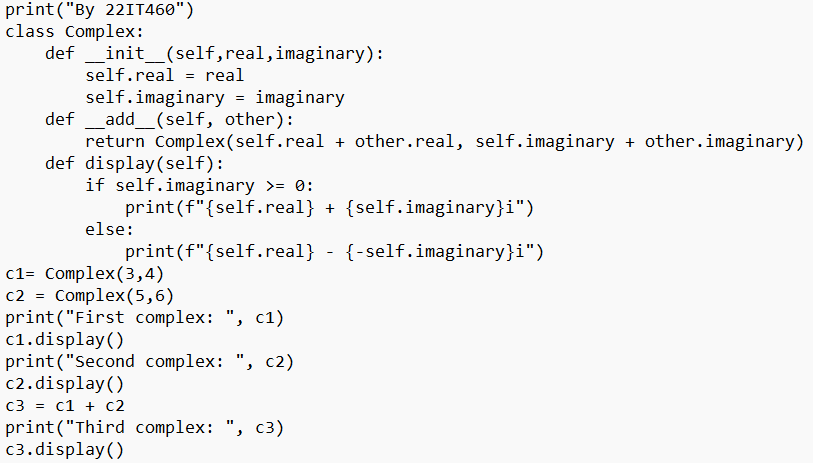 print("By 22IT460")
class Complex:
    def __init__(self,real,imaginary):
        self.real = real
        self.imaginary = imaginary
    def __add__(self, other):
        return Complex(self.real + other.real, self.imaginary + other.imaginary)
    def display(self):
        if self.imaginary >= 0:
            print(f"{self.real} + {self.imaginary}i")
        else:
            print(f"{self.real} - {-self.imaginary}i")
c1= Complex(3,4)
c2 = Complex(5,6)
print("First complex: ", c1)
c1.display()
print("Second complex: ", c2)
c2.display()
c3 = c1 + c2
print("Third complex: ", c3)
c3.display()